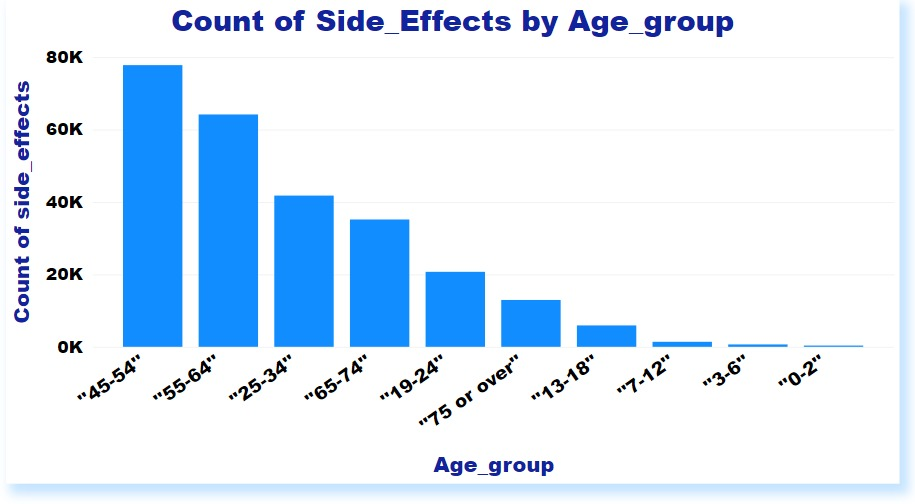 Count of Side_Effects by Age_group
Count of side_effects
80K
60K
40K
20K
0K
"45-54"
"55-64"
"25-34"
"65-74"
"19-24"
"75 or over"
"13-18"
"7-12"
"3-6"
"0-2"
Age_group